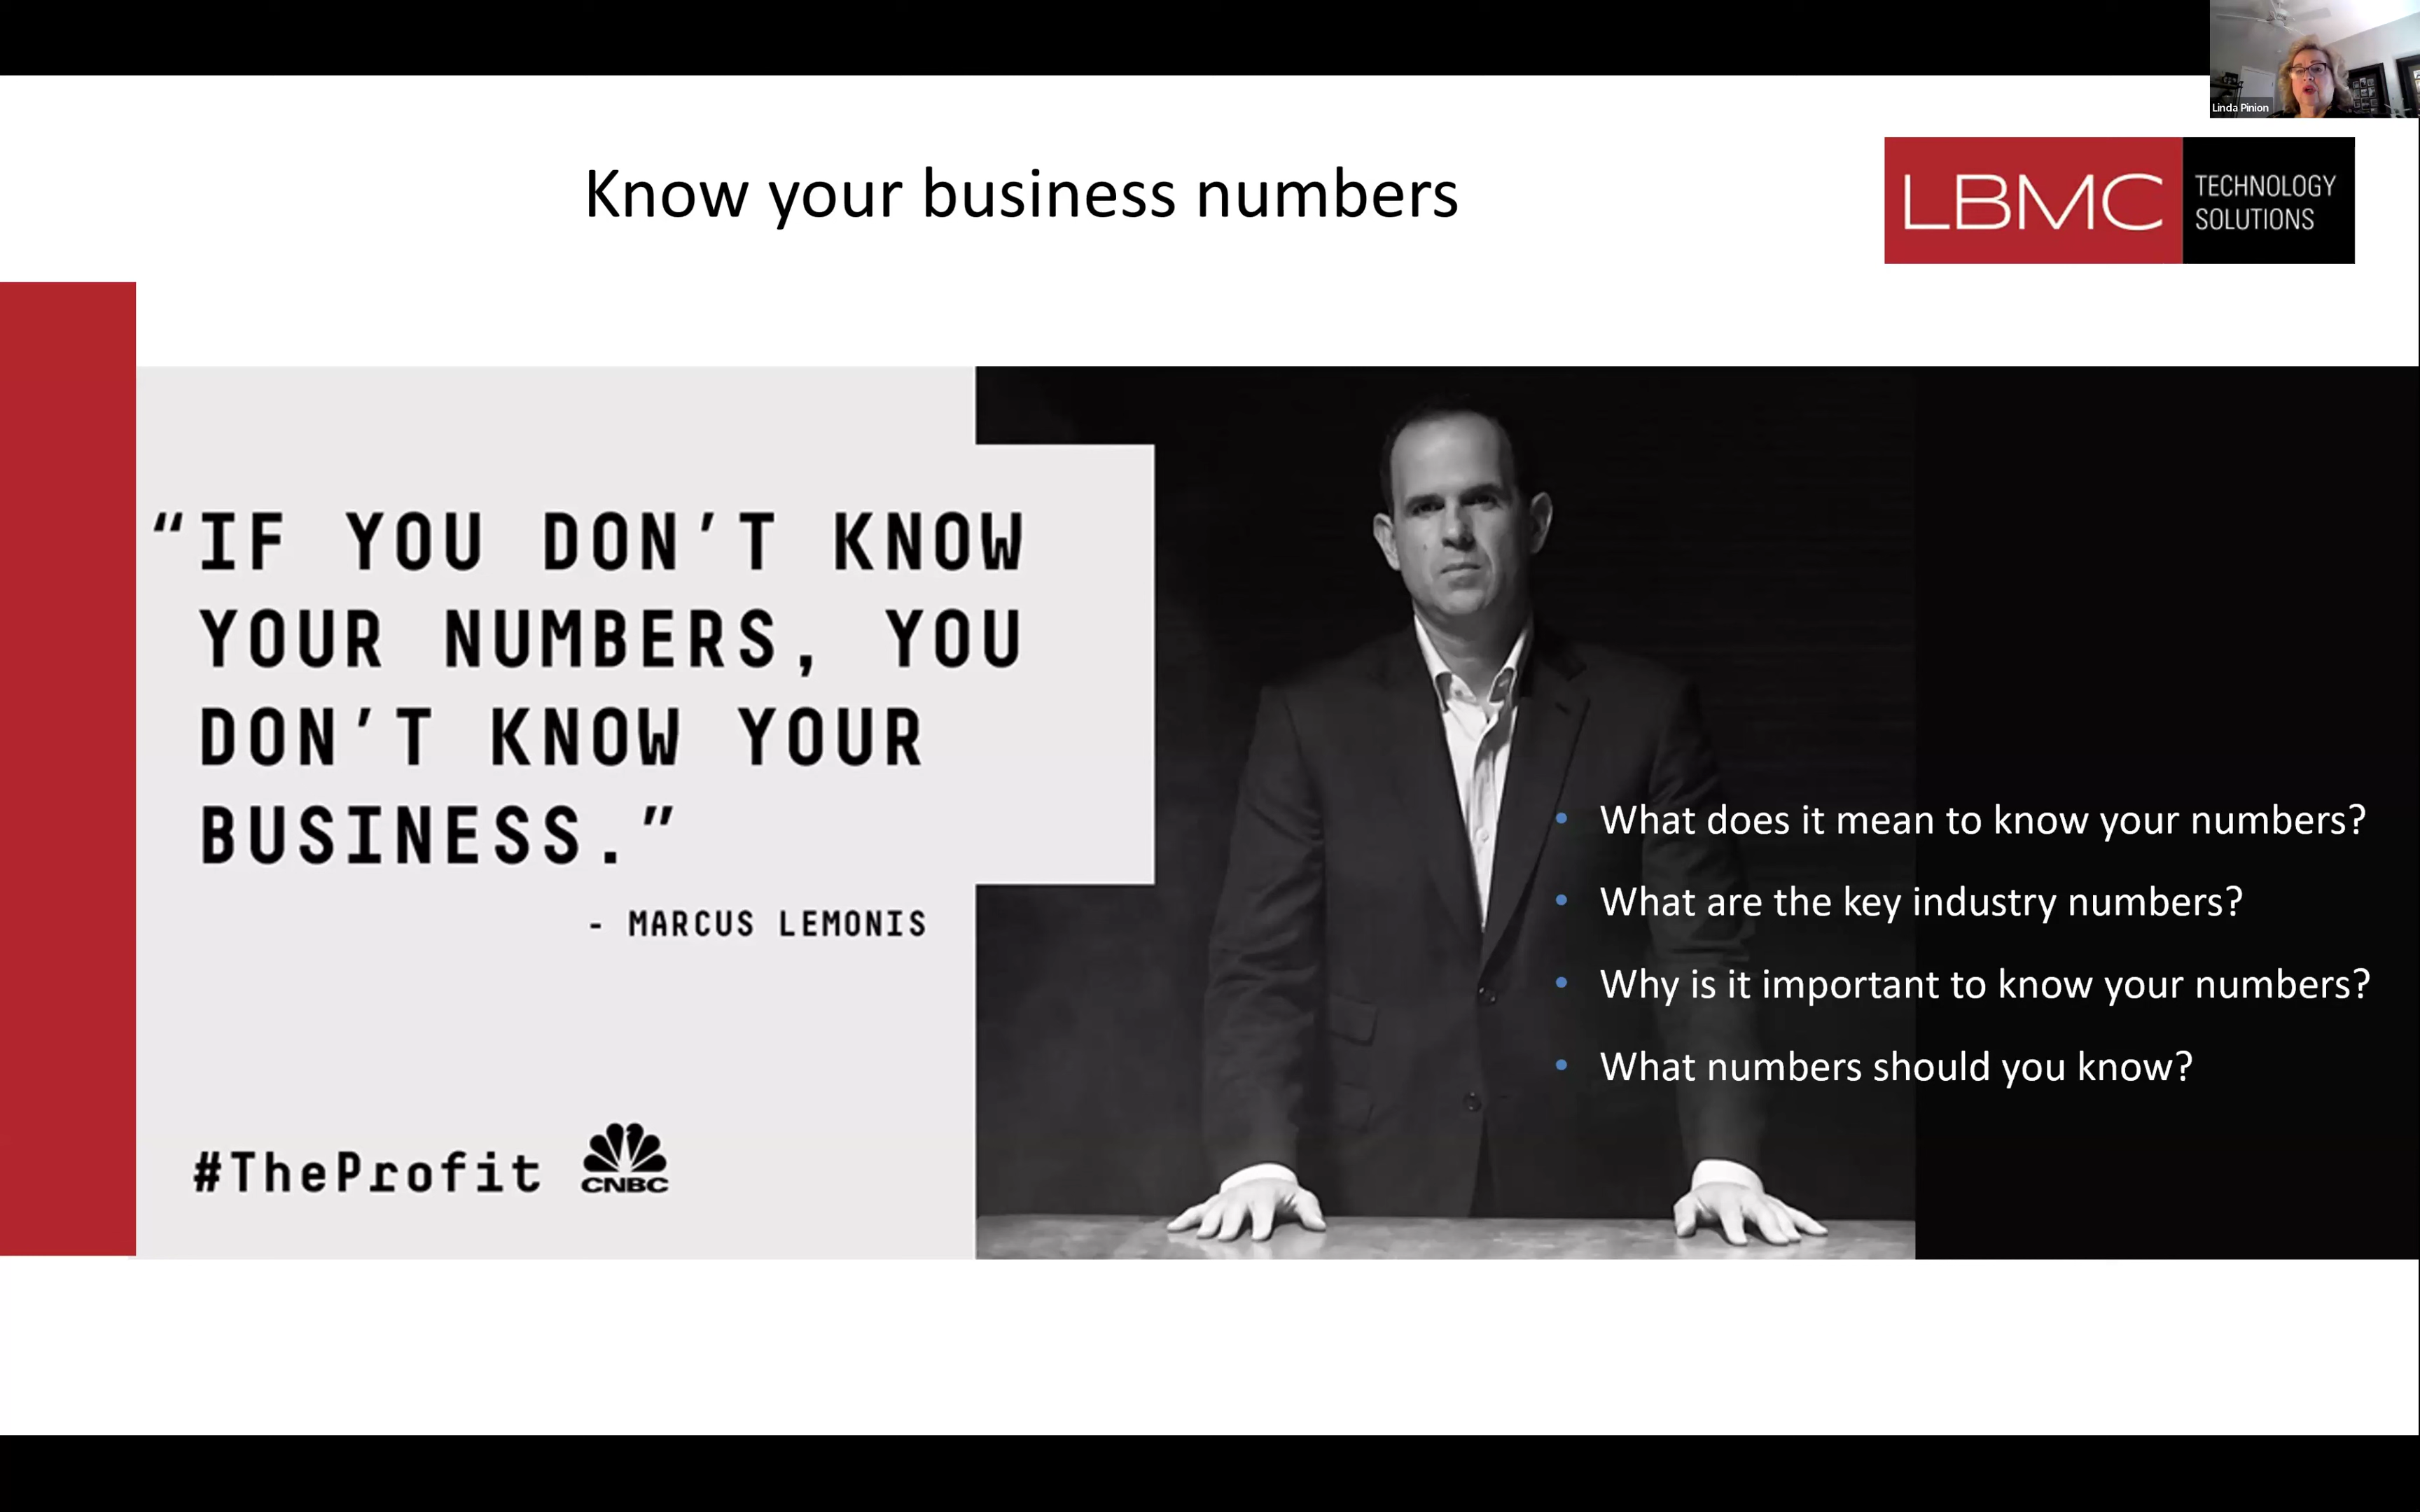 Linda Pinion
Know your business numbers
LBMC
TECHNOLOGY
SOLUTIONS
“IF YOU DON’T KNOW
YOUR NUMBERS, YOU
DON’T KNOW YOUR
BUSINESS.”
- MARCUS LEMONIS
#TheProfit
CNBC
• What does it mean to know your numbers?
• What are the key industry numbers?
• Why is it important to know your numbers?
• What numbers should you know?